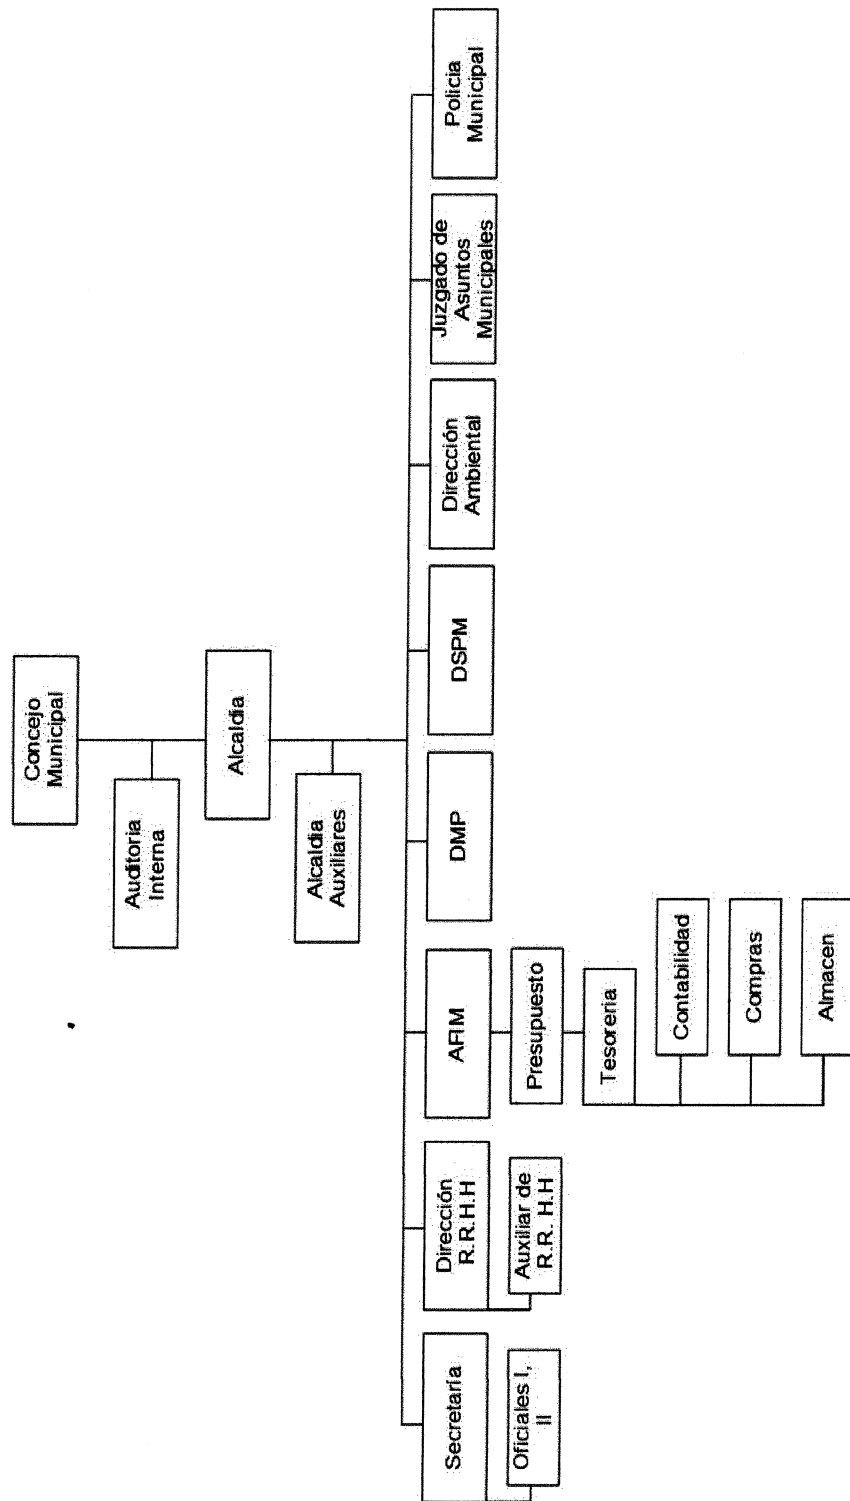 Concejo
Municipal
Auditoria
Interna
Alcaldia
Alcaldia
Auxiliares
Secretaría
Dirección
R.R.H.H
AFIM
DMP
DSPM
Dirección
Ambiental
Juzgado de
Asuntos
Municipales
Policia
Municipal
Oficiales I,
II
Auxiliar de
R.R. H.H
Presupuesto
Tesoreria
Contabilidad
Compras
Almacen